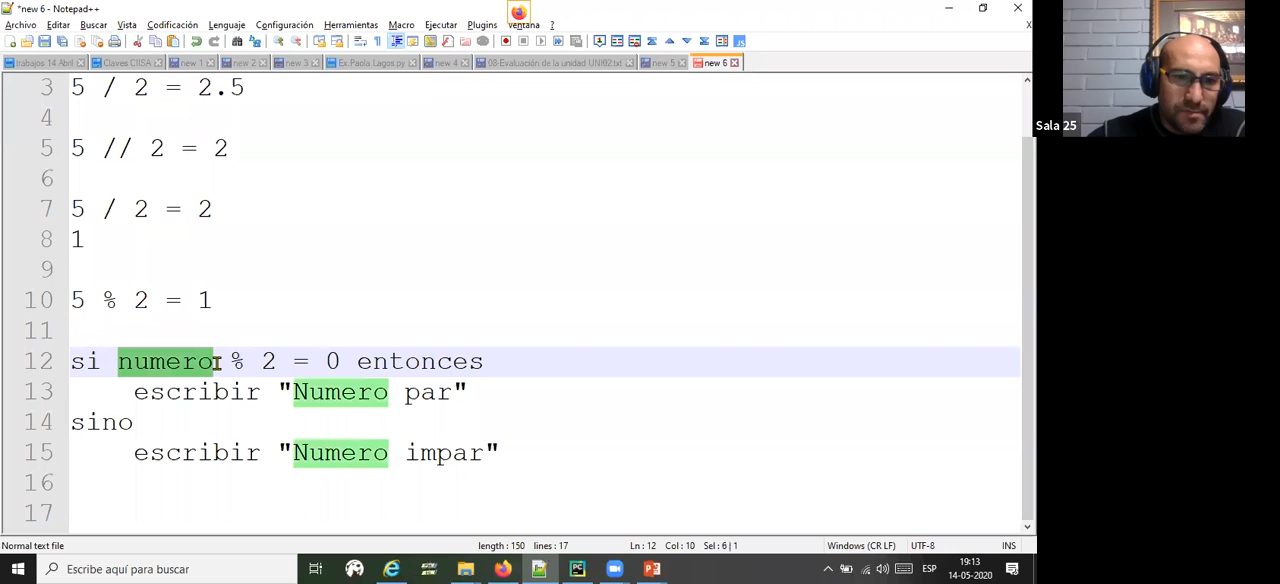 *new 6 - Notepad++
Archivo Editar Buscar Vista Codificación Lenguaje Configuración Herramientas Macro Ejecutar Plugins Ventana ? X
trabajos 14 Abril Claves CIISA new 1 new 2 new 3 Ex Paola Lagos.py new 4 08-Evaluación de la unidad UNI02.txt new 5 new 6
3 5 / 2 = 2.5
4
5 5 // 2 = 2
6
7 5 / 2 = 2
8 1
9
10 5 % 2 = 1
11
12 si numero % 2 = 0 entonces
13 escribir "Numero par"
14 sino
15 escribir "Numero impar"
16
17
Normal text file length : 150 lines : 17 Ln : 12 Col : 10 Sel : 6 | 1 Windows (CR LF) UTF-8 INS
Escribe aquí para buscar ESP 19:13
14-05-2020
Sala 25